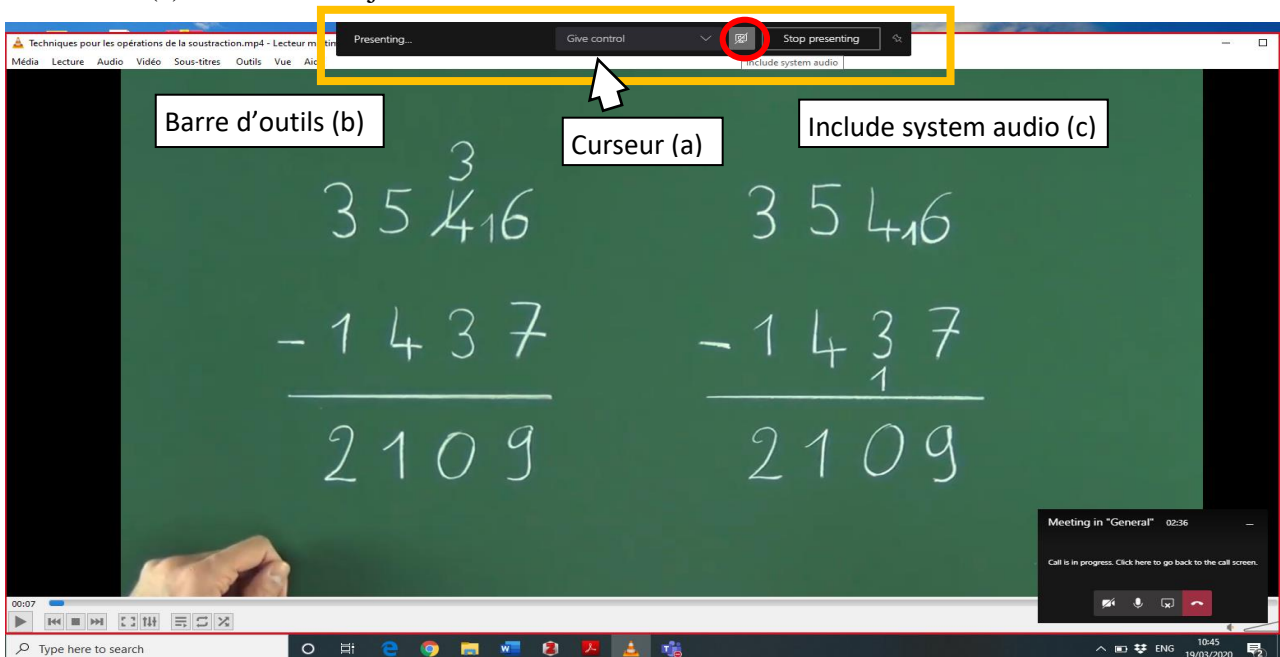 Presenting...
Give control
Stop presenting
Techniques pour les opérations de la soustraction.mp4 - Lecteur
Média Lecture Audio Vidéo Sous-titres Outils Vue
Include system audio
Barre d'outils (b)
Curseur (a)
Include system audio (c)
3
3 5 4 16
- 1 4 3 7
2 1 0 9
3 5 4 16
- 1 4 3 7
1
2 1 0 9
Meeting in "General" 02:36
Call is in progress. Click here to go back to the call screen.
00:07
Type here to search
ENG
10:45
19/03/2020